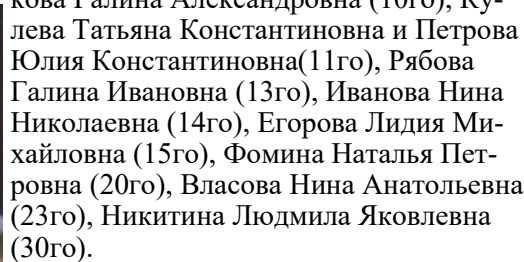 кова Галина Александровна (10го), Ку-
лева Татьяна Константиновна и Петрова
Юлия Константиновна(11го), Рябова
Галина Ивановна (13го), Иванова Нина
Николаевна (14го), Егорова Лидия Ми-
хайловна (15го), Фомина Наталья Пет-
ровна (20го), Власова Нина Анатольевна
(23го), Никитина Людмила Яковлевна
(30го).